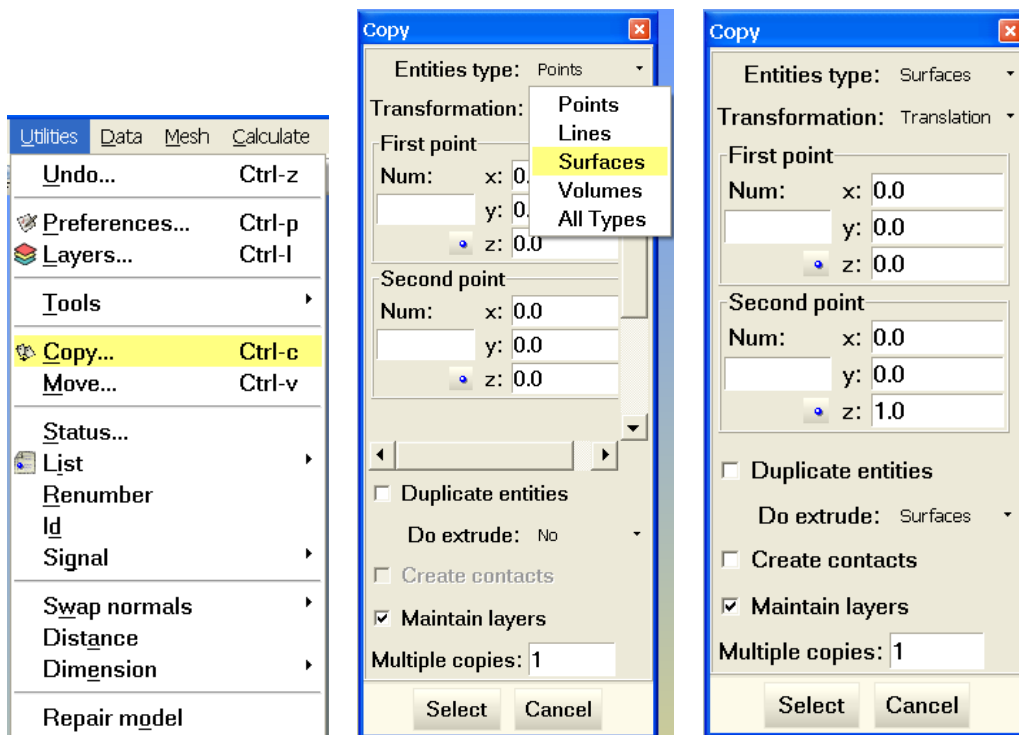 Utilities Data Mesh Calculate
Undo... Ctrl-z
Preferences... Ctrl-p
Layers... Ctrl-l
Tools
Copy... Ctrl-c
Move... Ctrl-v
Status...
List
Renumber
Id
Signal
Swap normals
Distance
Dimension
Repair model
Copy
Entities type: Points
Transformation:
Points
Lines
Surfaces
Volumes
All Types
First point
Num: x: 0.
y: 0.
z: 0.0
Second point
Num: x: 0.0
y: 0.0
z: 0.0
Duplicate entities
Do extrude: No
Create contacts
Maintain layers
Multiple copies: 1
Select Cancel
Copy
Entities type: Surfaces
Transformation: Translation
First point
Num: x: 0.0
y: 0.0
z: 0.0
Second point
Num: x: 0.0
y: 0.0
z: 1.0
Duplicate entities
Do extrude: Surfaces
Create contacts
Maintain layers
Multiple copies: 1
Select Cancel